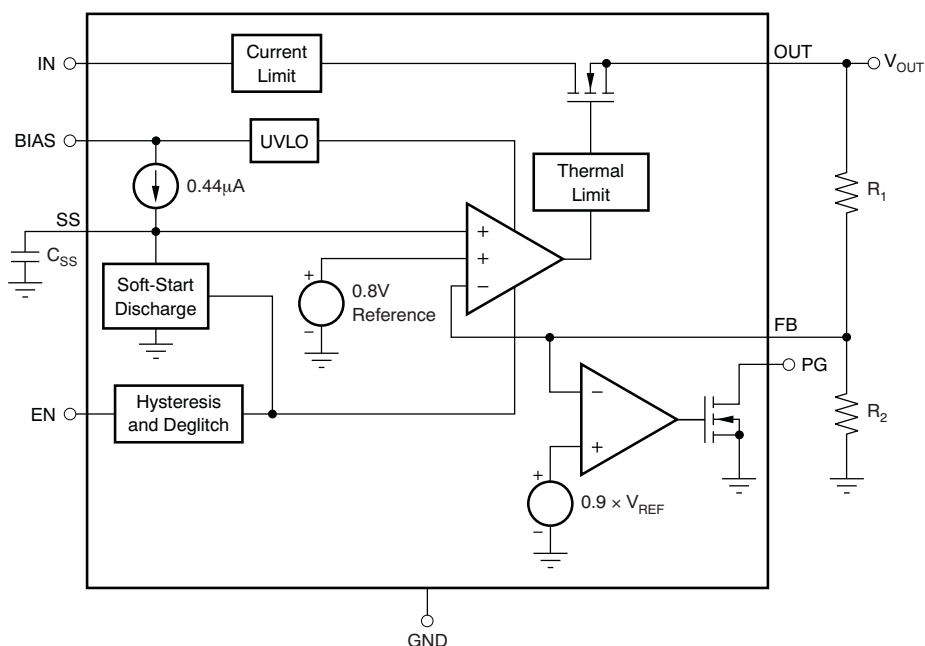 IN
Current
Limit
OUT
V_OUT
BIAS
UVLO
Thermal
Limit
0.44μA
R_1
SS
C_SS
+
+
−
Soft-Start
Discharge
+
−
0.8V
Reference
FB
PG
EN
Hysteresis
and Deglitch
−
+
R_2
+
−
0.9 × V_REF
GND